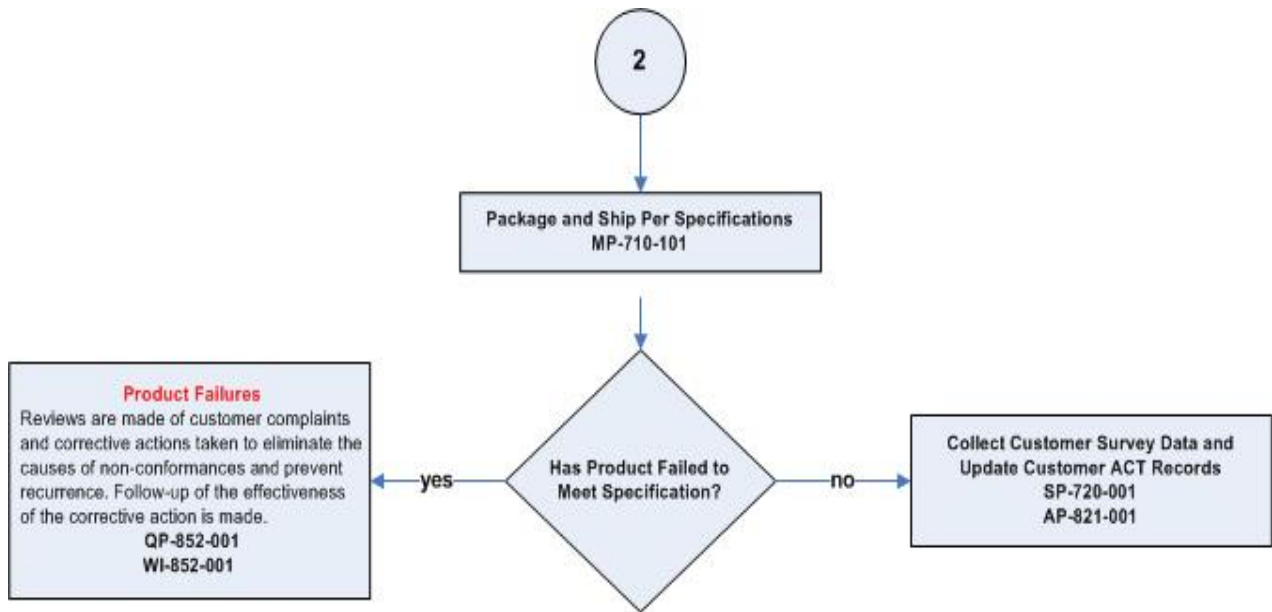 2
Package and Ship Per Specifications
MP-710-101
Product Failures
Reviews are made of customer complaints
and corrective actions taken to eliminate the
causes of non-conformances and prevent
recurrence. Follow-up of the effectiveness
of the corrective action is made.
QP-852-001
WI-852-001
yes
Has Product Failed to
Meet Specification?
no
Collect Customer Survey Data and
Update Customer ACT Records
SP-720-001
AP-821-001